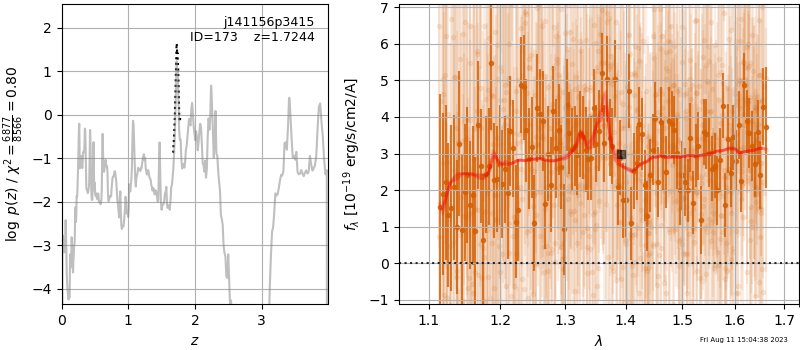 j141156p3415
ID=173 z=1.7244
log p(z) / χ² = 6877/8566 = 0.80
2
1
0
−1
−2
−3
−4
0 1 2 3
z
f_λ [10⁻¹⁹ erg/s/cm2/A]
7
6
5
4
3
2
1
0
−1
1.1 1.2 1.3 1.4 1.5 1.6 1.7
λ
Fri Aug 11 15:04:38 2023